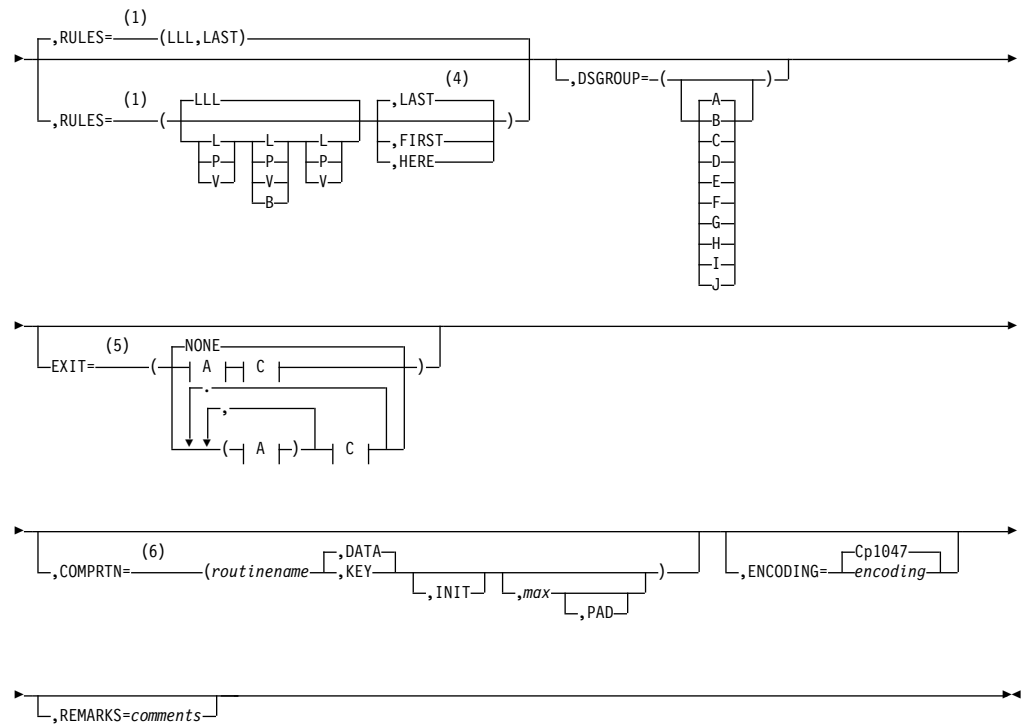 (1)
,RULES= (LLL,LAST)
(1) (4)
,RULES= ( LLL ,LAST ) ,DSGROUP= ( A )
L L L ,FIRST B
P P P ,HERE C
V V V D
B E
F
G
H
I
J
(5) NONE
EXIT= ( A C )
.
,
( A ) C
(6) ,DATA Cp1047
,COMPRTN= (routinename ,KEY ) ,ENCODING= encoding
,INIT ,max
,PAD
,REMARKS=comments